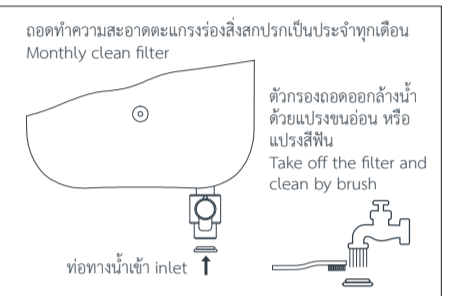 ถอดทำความสะอาดตะแกรงร่องสิ่งสกปรกเป็นประจำทุกเดือน
Monthly clean filter
ตัวกรองถอดออกล้างน้ำ
ด้วยแปรงขนอ่อน หรือ
แปรงสีฟัน
Take off the filter and
clean by brush
ท่อทางน้ำเข้า inlet